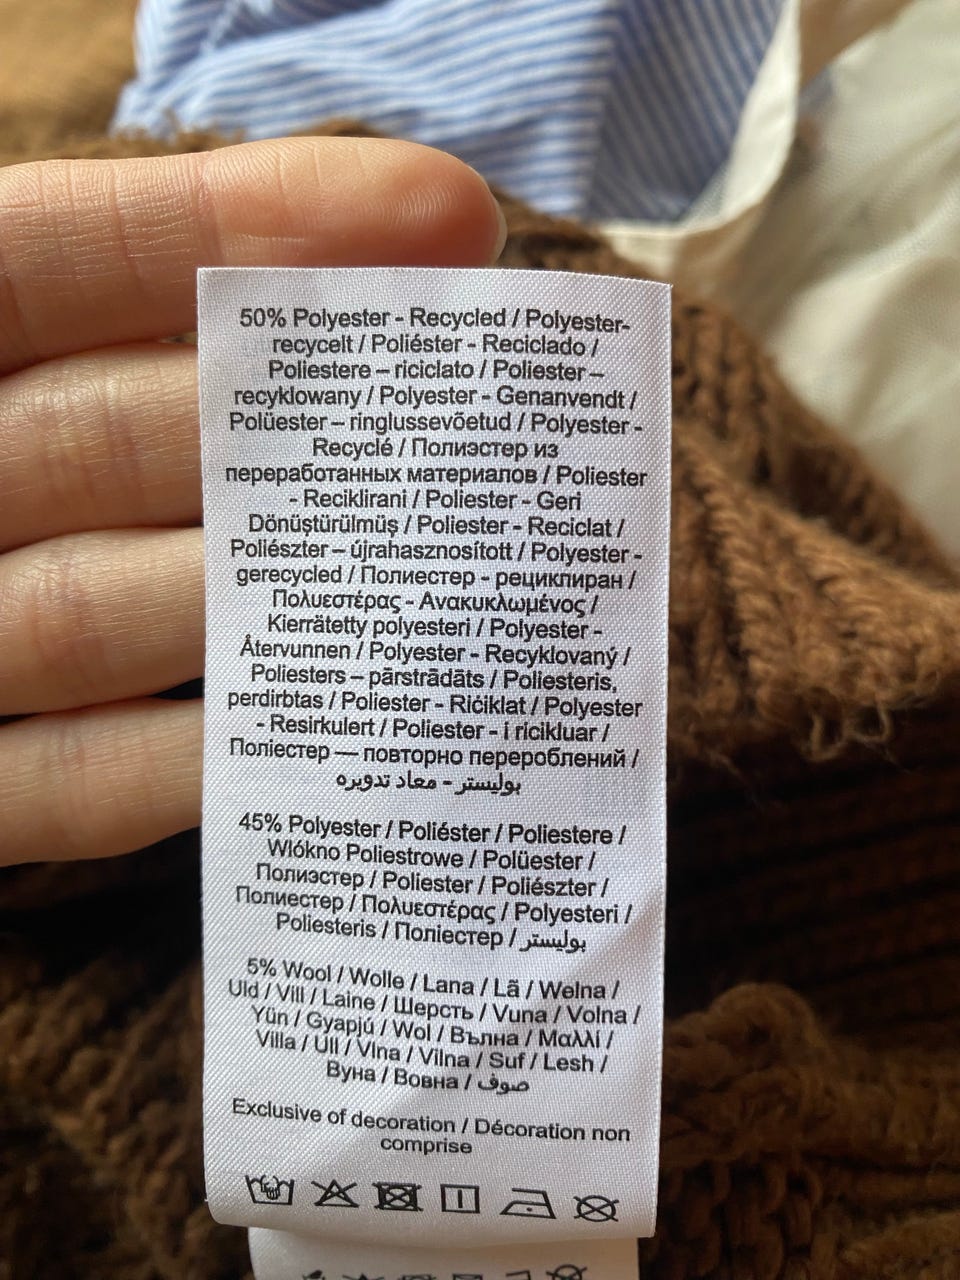 50% Polyester - Recycled / Polyester-
recycelt / Poliéster - Reciclado /
Poliestere – riciclato / Poliester –
recyklowany / Polyester - Genanvendt /
Polüester – ringlussevõetud / Polyester -
Recyclé / Полиэстер из
переработанных материалов / Poliester
- Reciklirani / Poliester - Geri
Dönüştürülmüş / Poliester - Reciclat /
Poliészter – újrahasznosított / Polyester -
gerecycled / Полиестер - рециклиран /
Πολυεστέρας - Ανακυκλωμένος /
Kierrätetty polyesteri / Polyester -
Återvunnen / Polyester - Recyklovaný /
Poliesters – pārstrādāts / Poliesteris,
perdirbtas / Poliester - Ričiklat / Polyester
- Resirkulert / Poliester - i ricikluar /
Поліестер — повторно перероблений /
بوليستر - معاد تدويره
45% Polyester / Poliéster / Poliestere /
Włókno Poliestrowe / Polüester /
Полиэстер / Poliester / Poliészter /
Полиестер / Πολυεστέρας / Polyesteri /
Poliesteris / Поліестер / بوليستر
5% Wool / Wolle / Lana / Lã / Wełna /
Uld / Vill / Laine / Шерсть / Vuna / Volna /
Yün / Gyapjú / Wol / Вълна / Μαλλί /
Villa / Ull / Vlna / Vilna / Suf / Lesh /
Вуна / Вовна / صوف
Exclusive of decoration / Décoration non
comprise